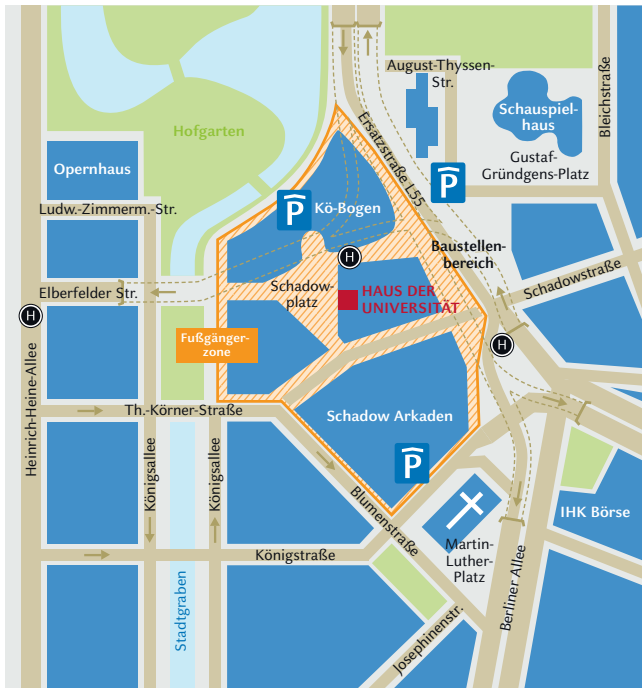 August-Thyssen-
Str.
Hofgarten
Ersatzstraße L55
Schauspiel-
haus
Bleichstraße
Gustaf-
Gründgens-Platz
Opernhaus
P
P
Kö-Bogen
Ludw.-Zimmerm.-Str.
Baustellen-
bereich
H
Schadowstraße
Elberfelder Str.
Schadow-
platz
HAUS DER
UNIVERSITÄT
H
Fußgänger-
zone
H
Heinrich-Heine-Allee
Th.-Körner-Straße
Schadow Arkaden
P
Königsallee
Königsallee
Blumenstraße
IHK Börse
Martin-
Luther-
Platz
Königstraße
Stadtgraben
Berliner Allee
Josephinenstr.